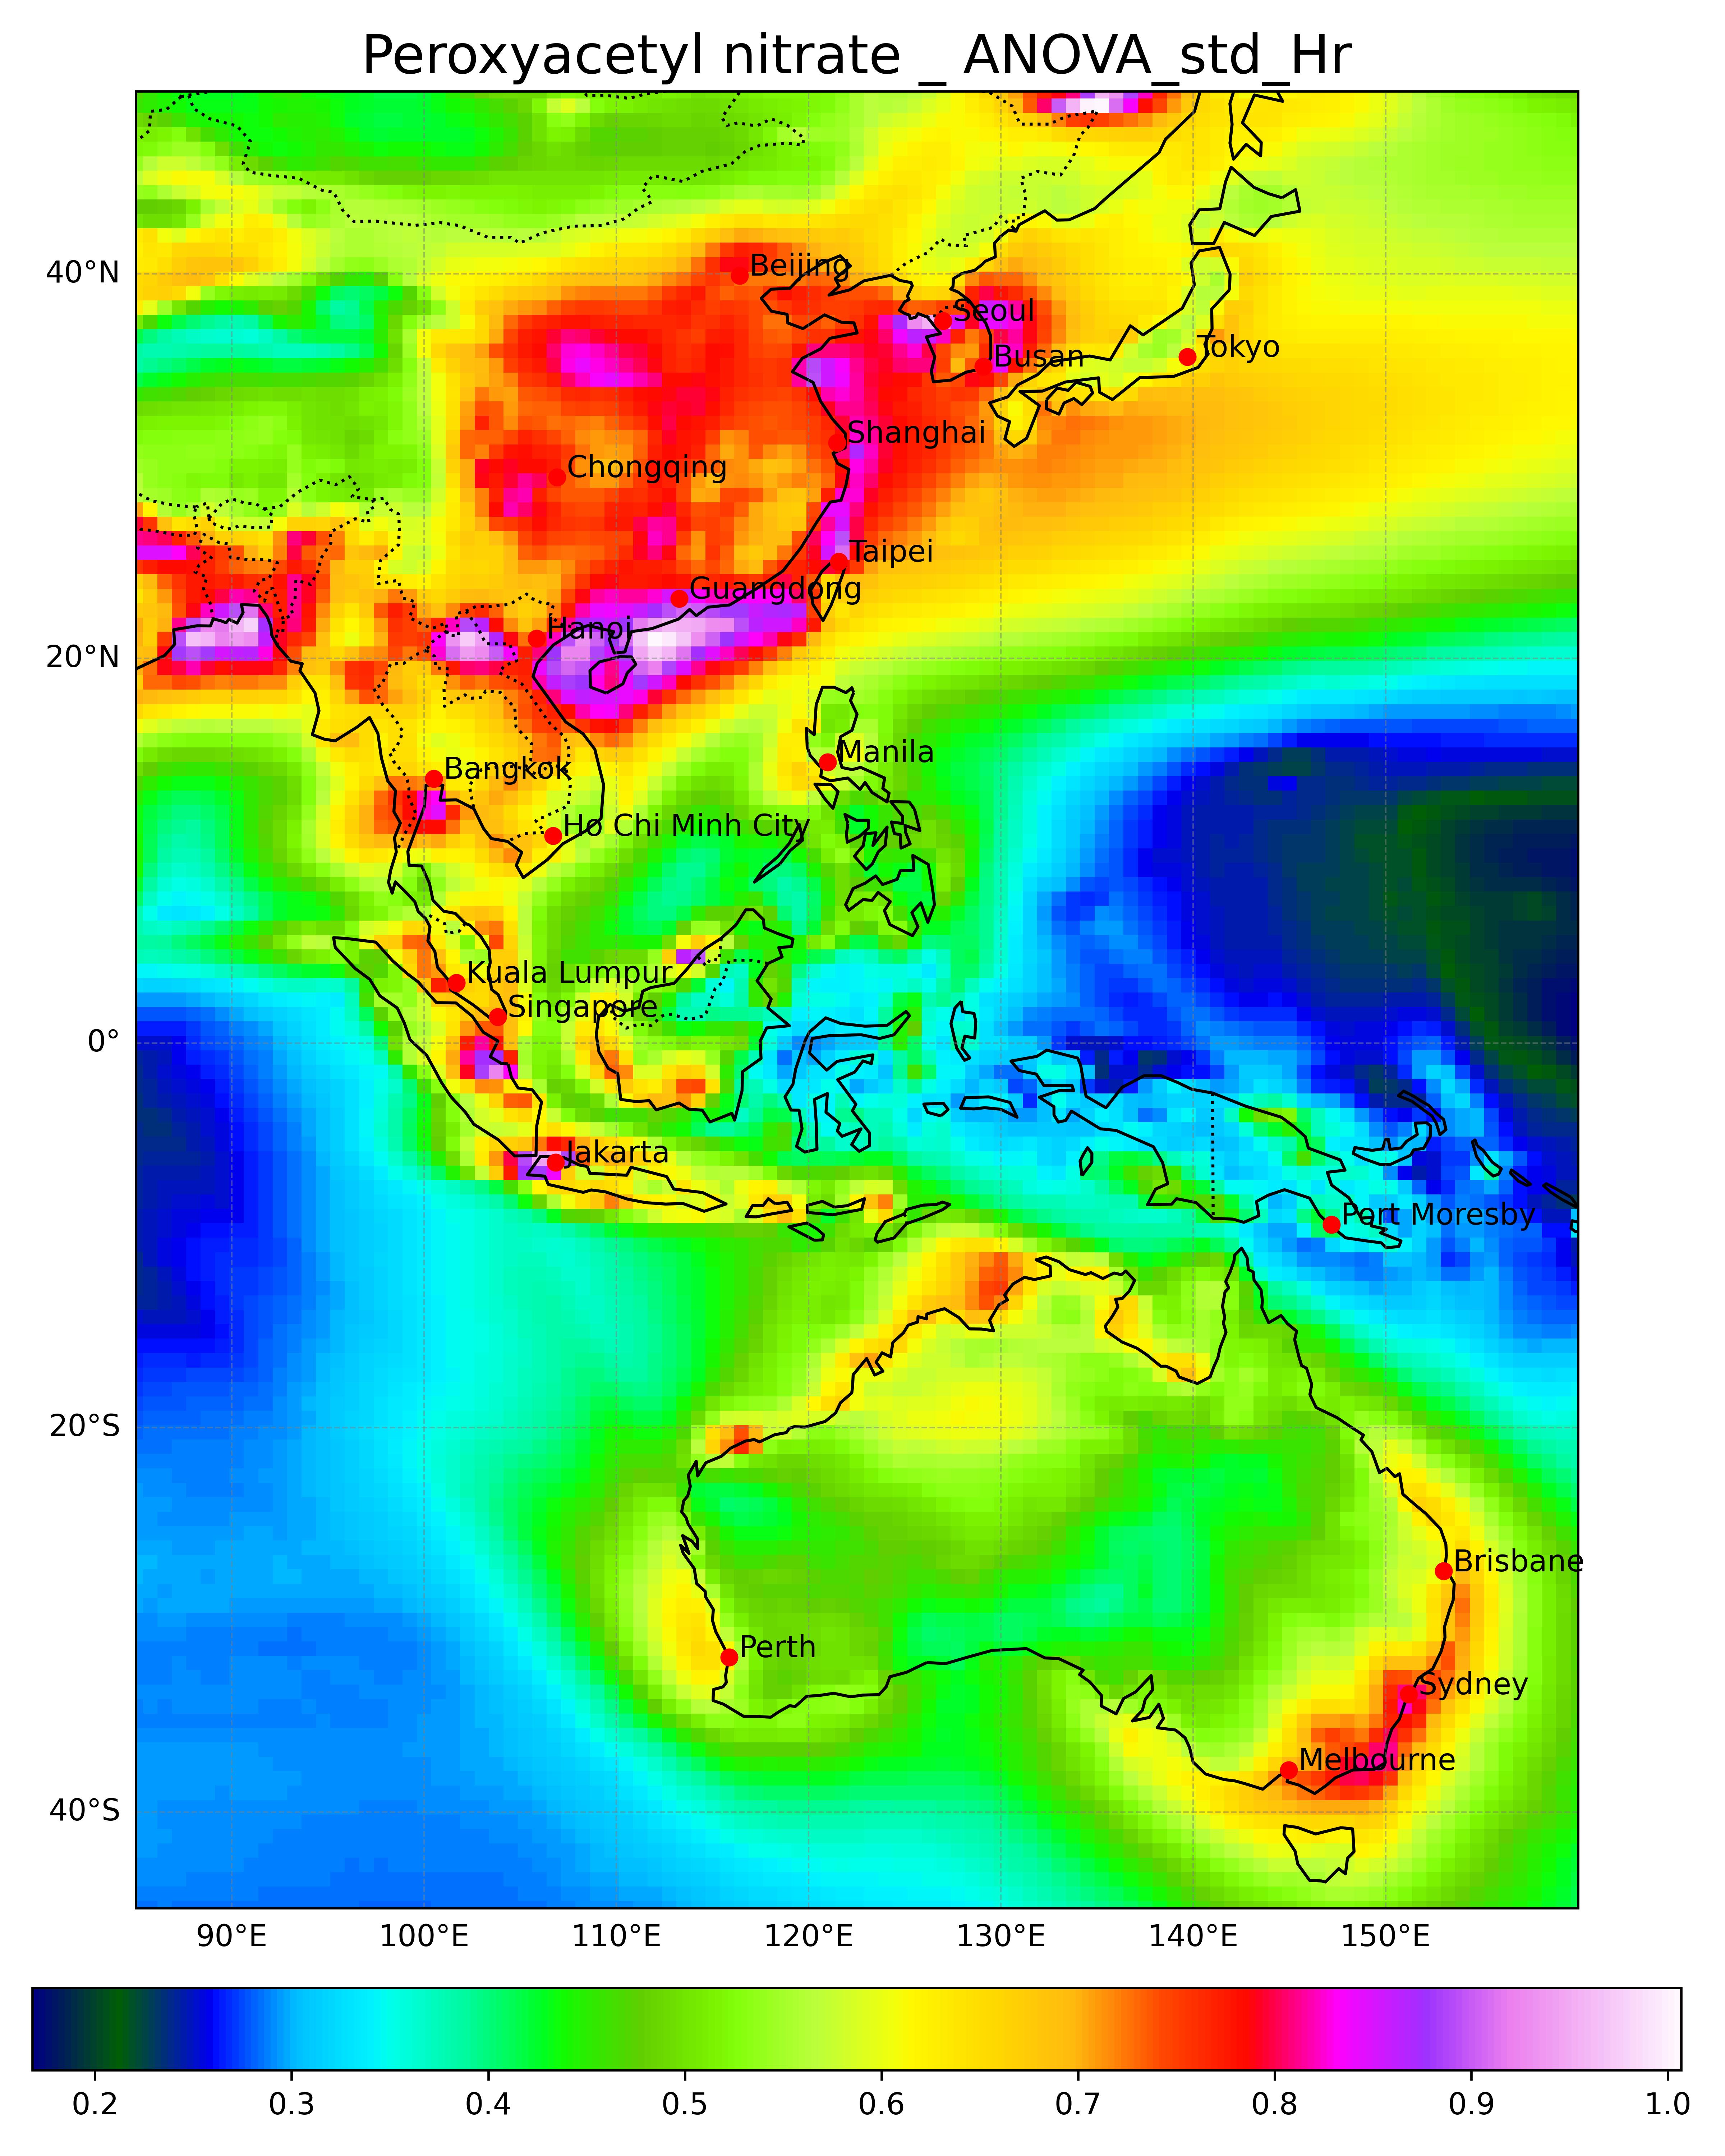 Peroxyacetyl nitrate _ ANOVA_std_Hr
40°N
20°N
0°
20°S
40°S
Beijing
Seoul
Busan
Tokyo
Shanghai
Chongqing
Taipei
Guangdong
Hanoi
Manila
Bangkok
Ho Chi Minh City
Kuala Lumpur
Singapore
Jakarta
Port Moresby
Brisbane
Perth
Sydney
Melbourne
90°E 100°E 110°E 120°E 130°E 140°E 150°E
0.2 0.3 0.4 0.5 0.6 0.7 0.8 0.9 1.0